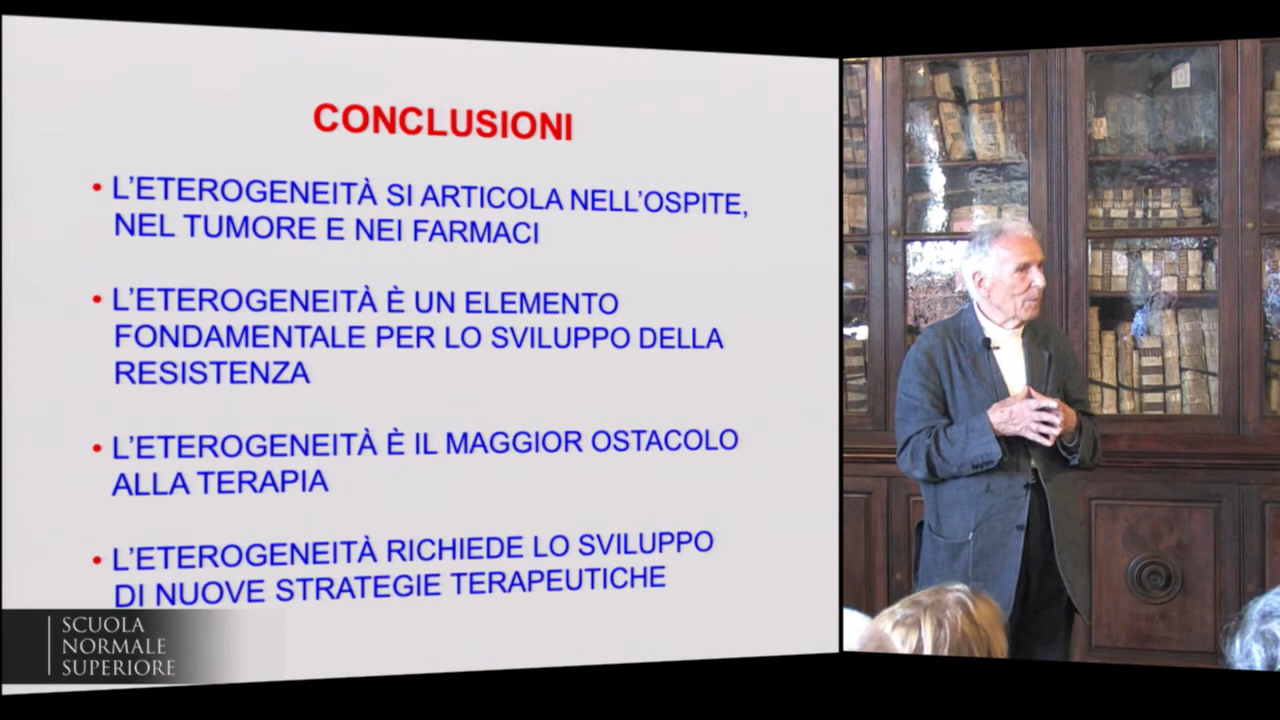 CONCLUSIONI
• L'ETEROGENEITÀ SI ARTICOLA NELL'OSPITE,
NEL TUMORE E NEI FARMACI
• L'ETEROGENEITÀ È UN ELEMENTO
FONDAMENTALE PER LO SVILUPPO DELLA
RESISTENZA
• L'ETEROGENEITÀ È IL MAGGIOR OSTACOLO
ALLA TERAPIA
• L'ETEROGENEITÀ RICHIEDE LO SVILUPPO
DI NUOVE STRATEGIE TERAPEUTICHE
SCUOLA
NORMALE
SUPERIORE